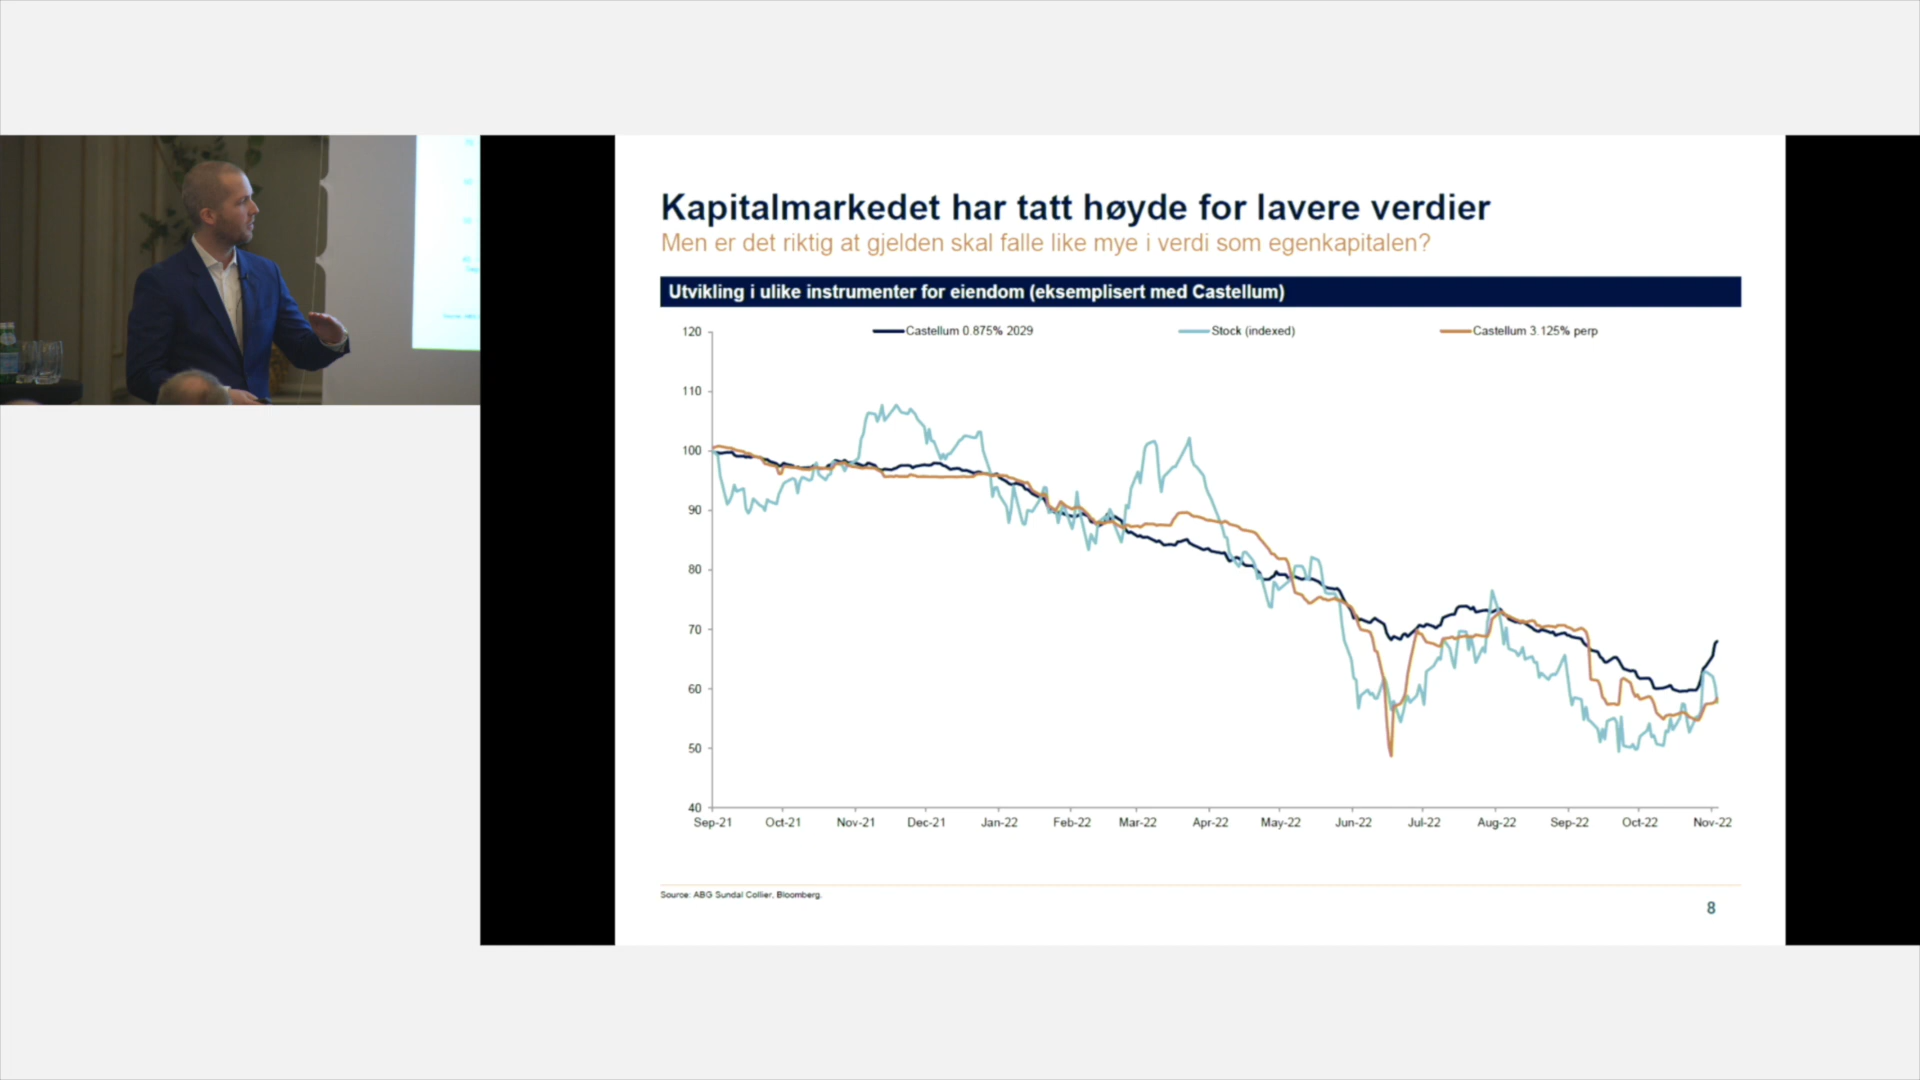 Kapitalmarkedet har tatt høyde for lavere verdier
Men er det riktig at gjelden skal falle like mye i verdi som egenkapitalen?
Utvikling i ulike instrumenter for eiendom (eksemplisert med Castellum)
Castellum 0.875% 2029
Stock (indexed)
Castellum 3.125% perp
120
110
100
90
80
70
60
50
40
Sep-21 Oct-21 Nov-21 Dec-21 Jan-22 Feb-22 Mar-22 Apr-22 May-22 Jun-22 Jul-22 Aug-22 Sep-22 Oct-22 Nov-22
Source: ABG Sundal Collier, Bloomberg.
8